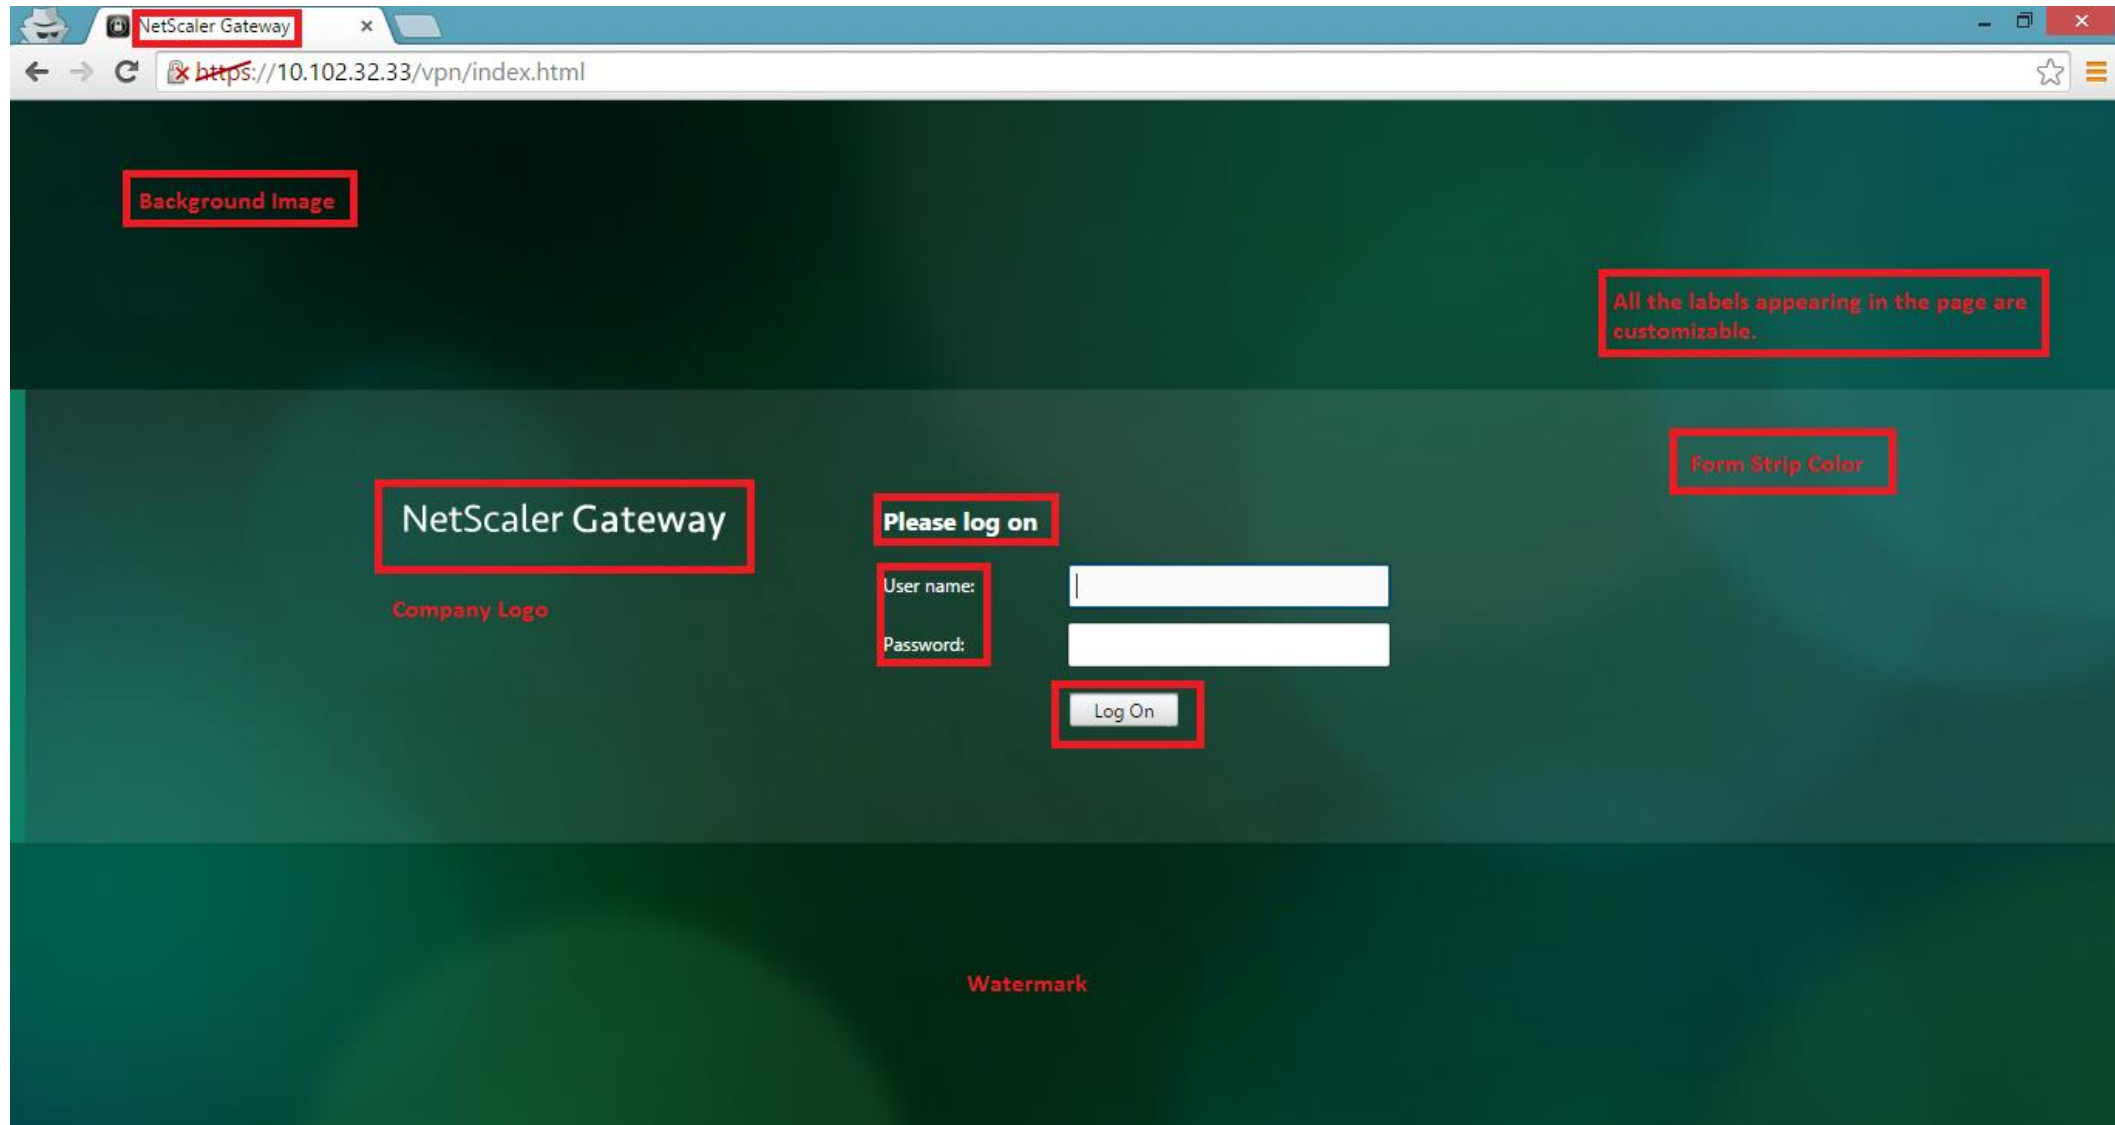 NetScaler Gateway
https://10.102.32.33/vpn/index.html
Background Image
All the labels appearing in the page are
customizable.
Form Strip Color
NetScaler Gateway
Company Logo
Please log on
User name:
Password:
Log On
Watermark